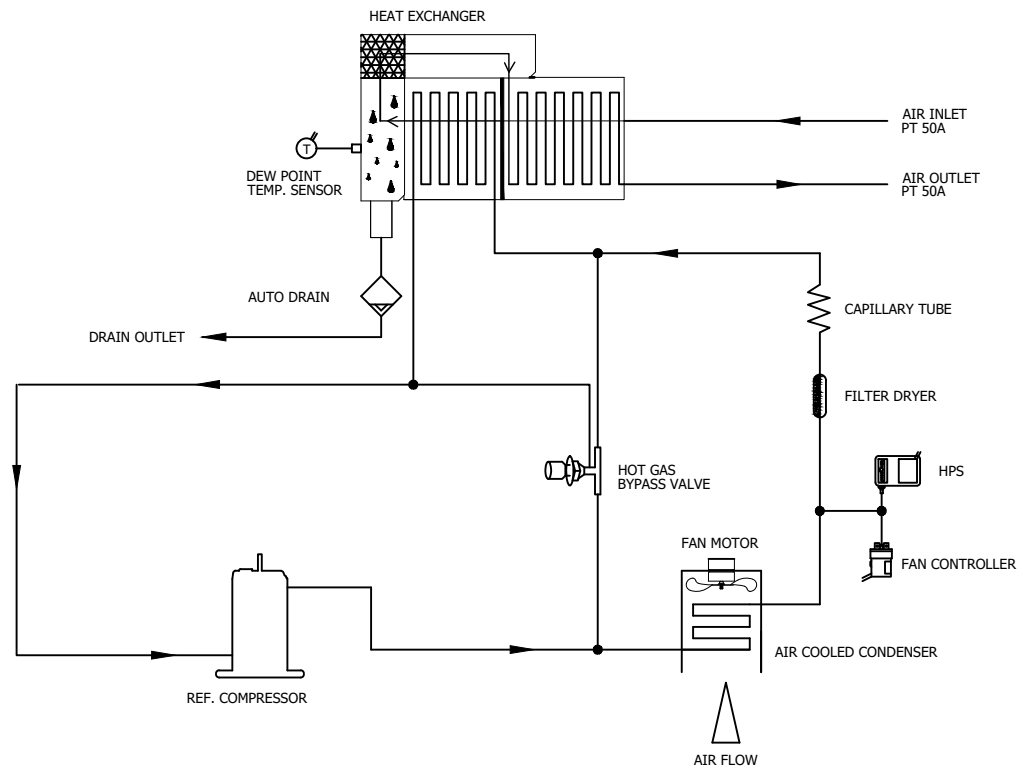 HEAT EXCHANGER
AIR INLET
PT 50A
T
DEW POINT
TEMP. SENSOR
AIR OUTLET
PT 50A
AUTO DRAIN
CAPILLARY TUBE
DRAIN OUTLET
FILTER DRYER
HOT GAS
BYPASS VALVE
HPS
FAN MOTOR
FAN CONTROLLER
AIR COOLED CONDENSER
REF. COMPRESSOR
AIR FLOW